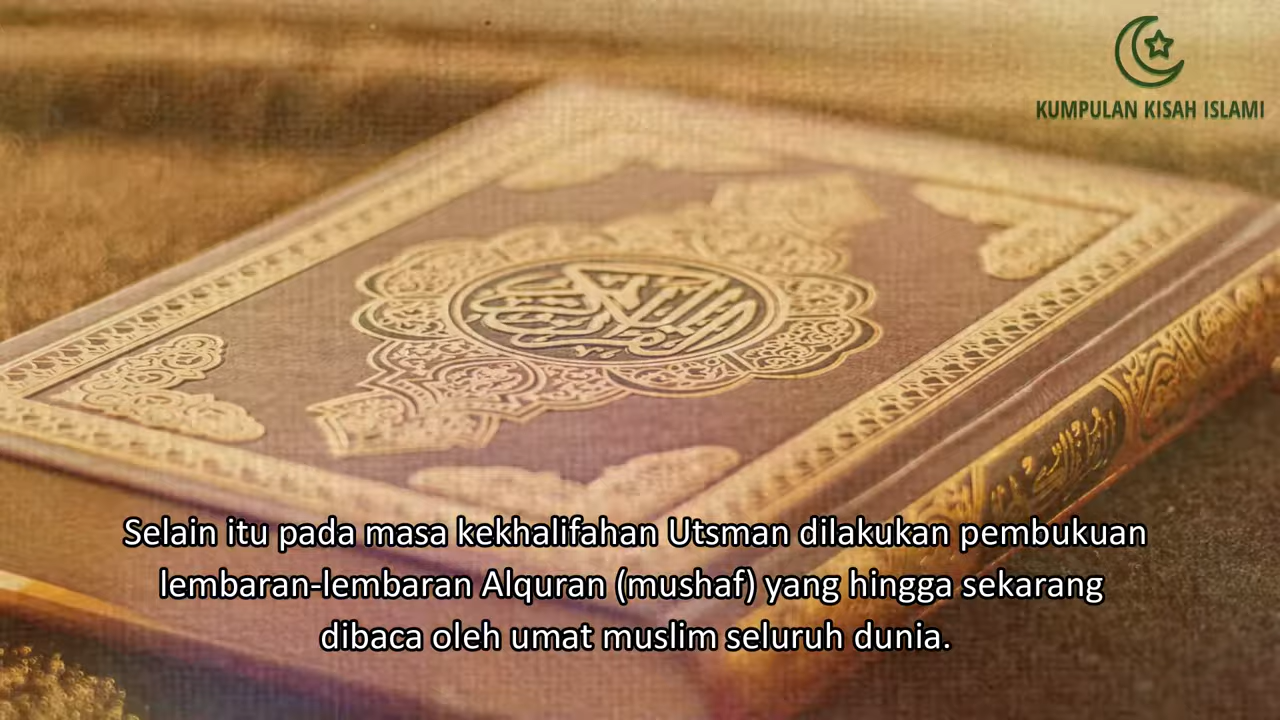 KUMPULAN KISAH ISLAMI
Selain itu pada masa kekhalifahan Utsman dilakukan pembukuan
lembaran-lembaran Alquran (mushaf) yang hingga sekarang
dibaca oleh umat muslim seluruh dunia.